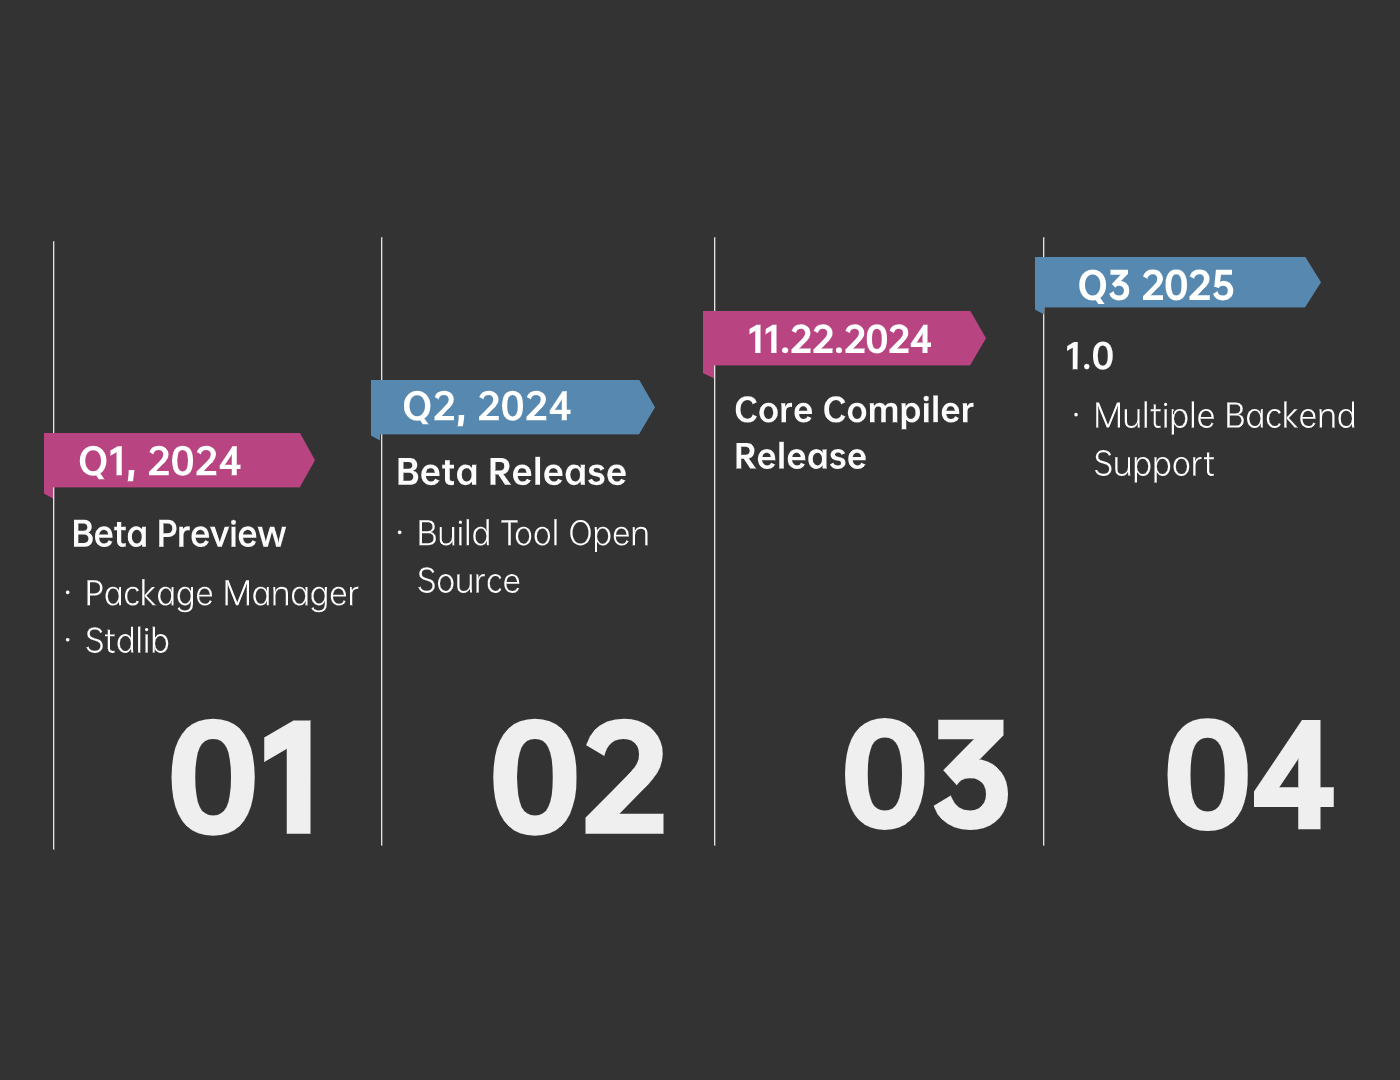 Q1, 2024
Beta Preview
· Package Manager
· Stdlib
01
Q2, 2024
Beta Release
· Build Tool Open
Source
02
11.22.2024
Core Compiler
Release
03
Q3 2025
1.0
· Multiple Backend
Support
04